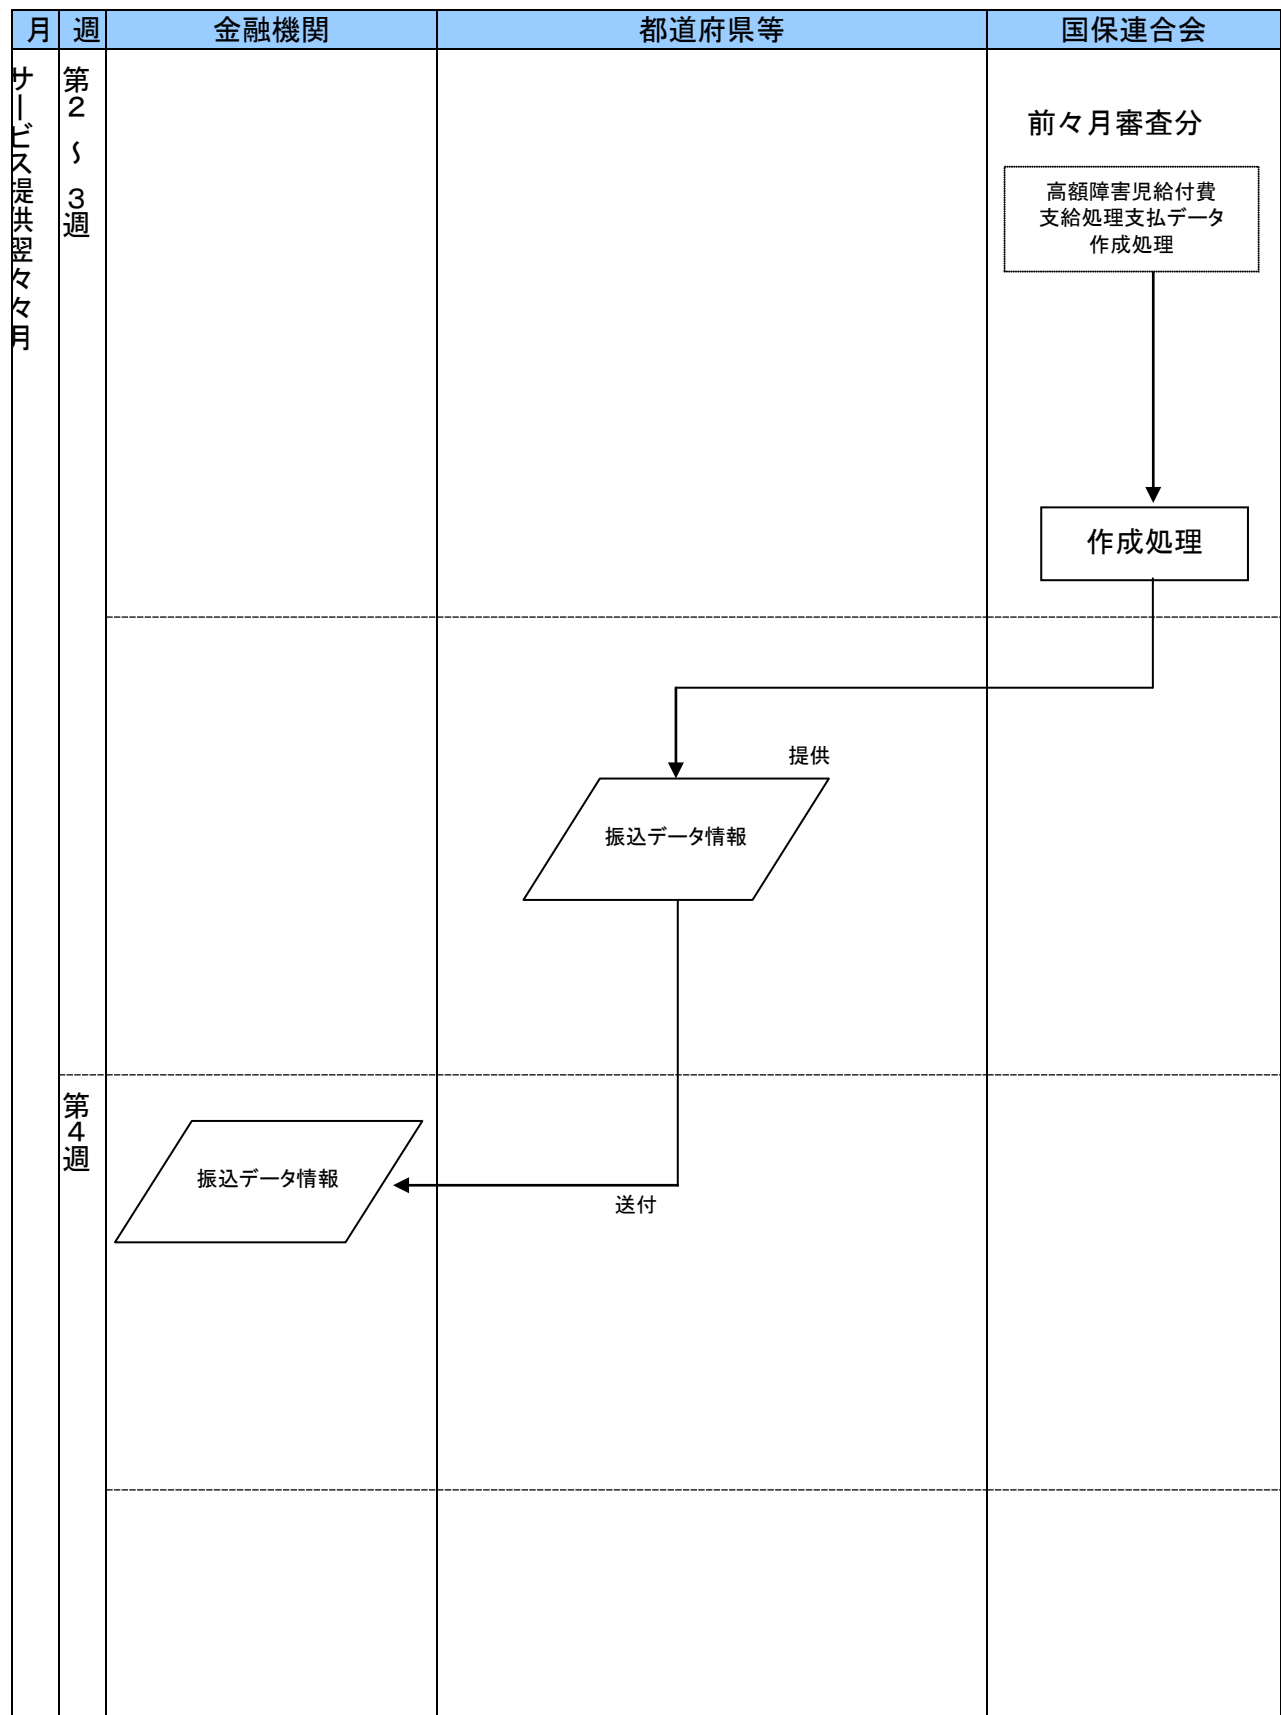 月
週
金融機関
都道府県等
国保連合会
サービス提供翌々々月
第2～3週
前々月審査分
高額障害児給付費
支給処理支払データ
作成処理
作成処理
提供
振込データ情報
第4週
振込データ情報
送付